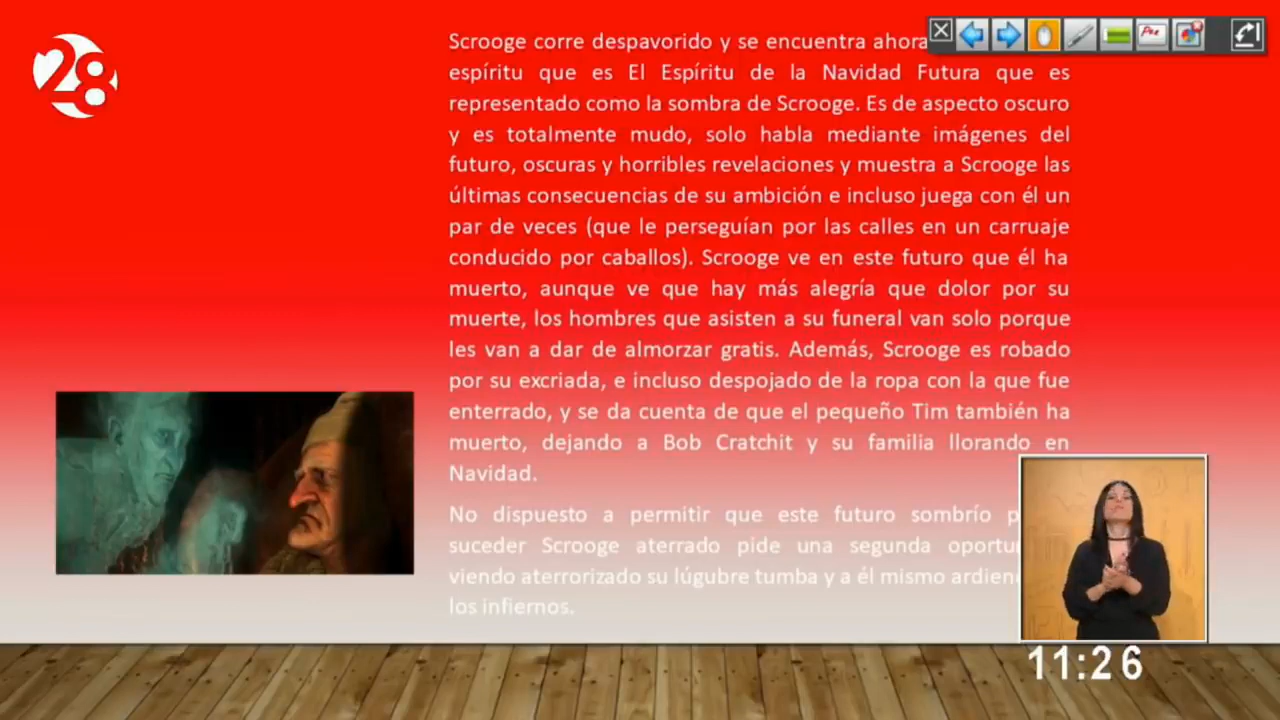 28
Scrooge corre despavorido y se encuentra ahora
espíritu que es El Espíritu de la Navidad Futura que es
representado como la sombra de Scrooge. Es de aspecto oscuro
y es totalmente mudo, solo habla mediante imágenes del
futuro, oscuras y horribles revelaciones y muestra a Scrooge las
últimas consecuencias de su ambición e incluso juega con él un
par de veces (que le perseguían por las calles en un carruaje
conducido por caballos). Scrooge ve en este futuro que él ha
muerto, aunque ve que hay más alegría que dolor por su
muerte, los hombres que asisten a su funeral van solo porque
les van a dar de almorzar gratis. Además, Scrooge es robado
por su excriada, e incluso despojado de la ropa con la que fue
enterrado, y se da cuenta de que el pequeño Tim también ha
muerto, dejando a Bob Cratchit y su familia llorando en
Navidad.
No dispuesto a permitir que este futuro sombrío
suceder Scrooge aterrado pide una segunda
viendo aterrorizado su lúgubre tumba y a él mismo
los infiernos.
11:26